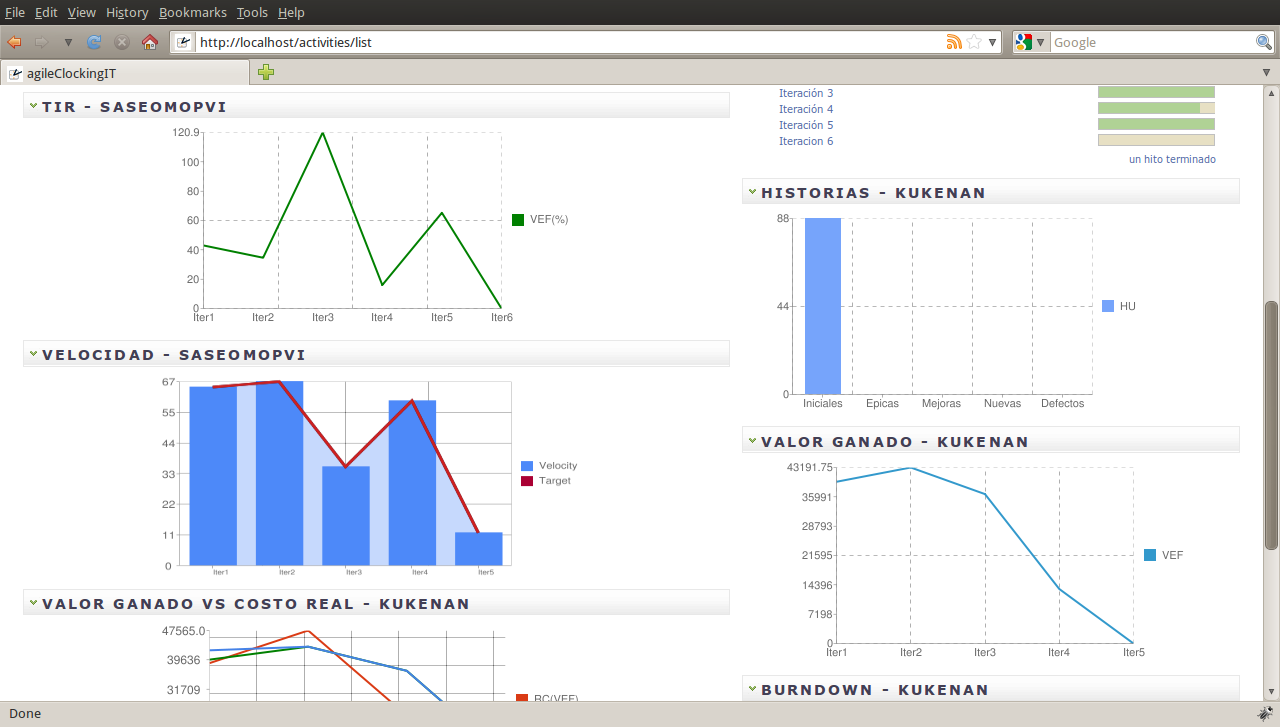 File Edit View History Bookmarks Tools Help
http://localhost/activities/list
Google
agileClockingIT
TIR - SASEOMOPVI
120.9
100
80
60
40
20
0
Iter1 Iter2 Iter3 Iter4 Iter5 Iter6
VEF(%)
VELOCIDAD - SASEOMOPVI
67
55
44
33
22
11
0
Iter1 Iter2 Iter3 Iter4 Iter5
Velocity
Target
VALOR GANADO VS COSTO REAL - KUKENAN
47565.0
39636
31709
RC(VEF)
Iteración 3
Iteración 4
Iteracion 5
Iteracion 6
un hito terminado
HISTORIAS - KUKENAN
88
44
0
Iniciales Epicas Mejoras Nuevas Defectos
HU
VALOR GANADO - KUKENAN
43191.75
35991
28793
21595
14396
7198
0
Iter1 Iter2 Iter3 Iter4 Iter5
VEF
BURNDOWN - KUKENAN
Done